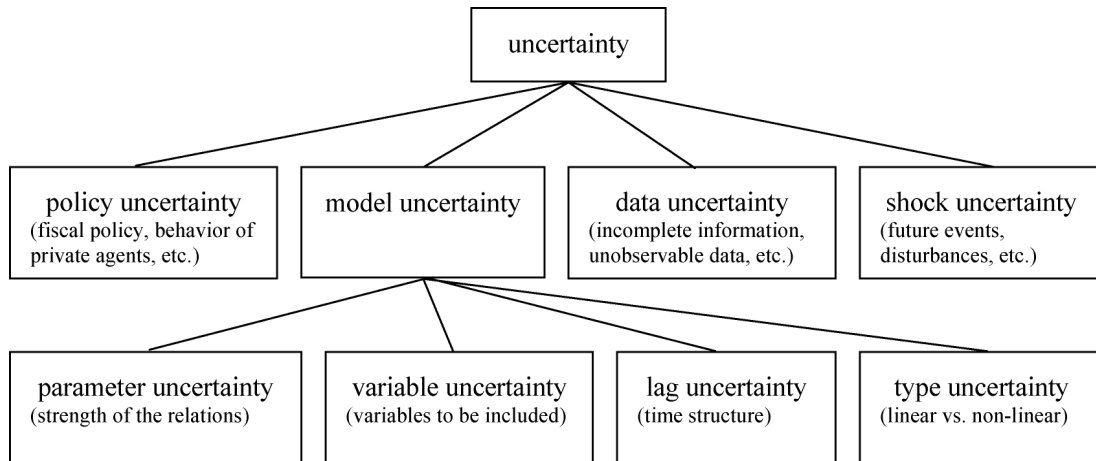 uncertainty
policy uncertainty
(fiscal policy, behavior of
private agents, etc.)
model uncertainty
data uncertainty
(incomplete information,
unobservable data, etc.)
shock uncertainty
(future events,
disturbances, etc.)
parameter uncertainty
(strength of the relations)
variable uncertainty
(variables to be included)
lag uncertainty
(time structure)
type uncertainty
(linear vs. non-linear)